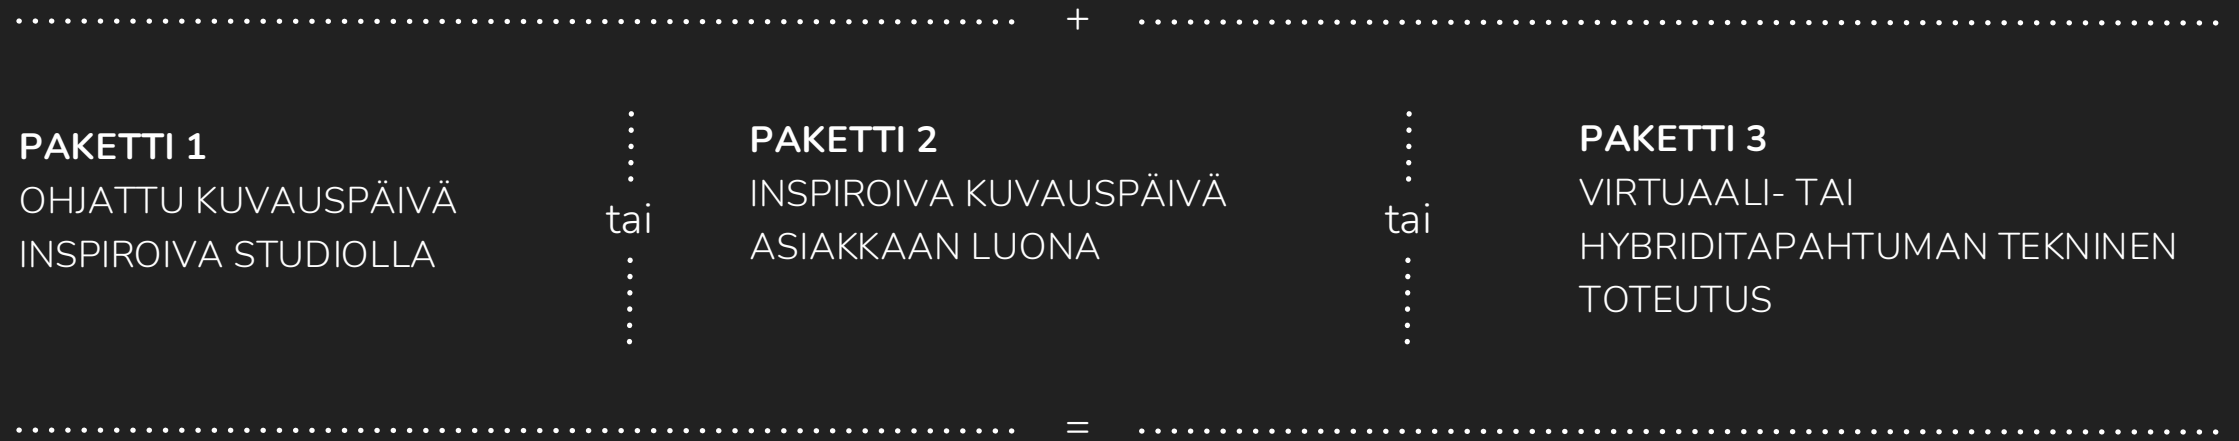 +
PAKETTI 1
OHJATTU KUVAUSPÄIVÄ
INSPIROIVA STUDIOLLA
tai
PAKETTI 2
INSPIROIVA KUVAUSPÄIVÄ
ASIAKKAAN LUONA
tai
PAKETTI 3
VIRTUAALI- TAI
HYBRIDITAPAHTUMAN TEKNINEN
TOTEUTUS
=